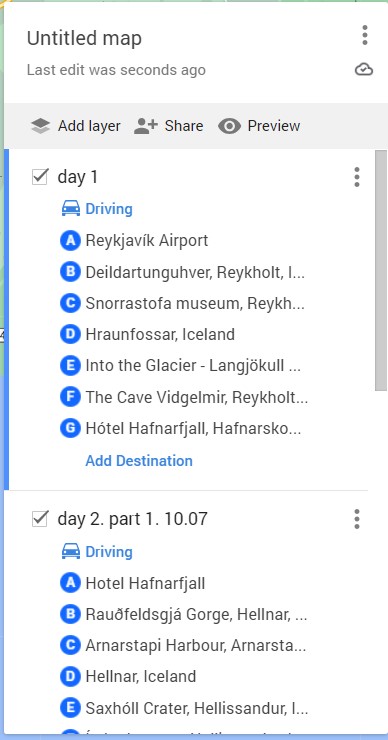 Untitled map
Last edit was seconds ago
Add layer Share Preview
day 1
Driving
A Reykjavík Airport
B Deildartunguhver, Reykholt, I...
C Snorrastofa museum, Reykh...
D Hraunfossar, Iceland
E Into the Glacier - Langjökull ...
F The Cave Vidgelmir, Reykholt...
G Hótel Hafnarfjall, Hafnarsko...
Add Destination
day 2. part 1. 10.07
Driving
A Hotel Hafnarfjall
B Rauðfeldsgjá Gorge, Hellnar, ...
C Arnarstapi Harbour, Arnarsta...
D Hellnar, Iceland
E Saxhóll Crater, Hellissandur, I...